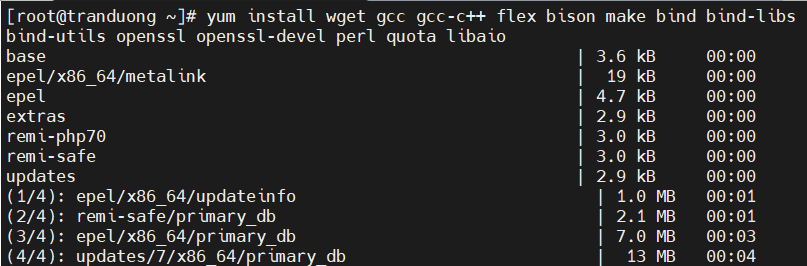 [root@tranduong ~]# yum install wget gcc gcc-c++ flex bison make bind bind-libs
bind-utils openssl openssl-devel perl quota libaio
base | 3.6 kB 00:00
epel/x86_64/metalink | 19 kB 00:00
epel | 4.7 kB 00:00
extras | 2.9 kB 00:00
remi-php70 | 3.0 kB 00:00
remi-safe | 3.0 kB 00:00
updates | 2.9 kB 00:00
(1/4): epel/x86_64/updateinfo | 1.0 MB 00:01
(2/4): remi-safe/primary_db | 2.1 MB 00:01
(3/4): epel/x86_64/primary_db | 7.0 MB 00:03
(4/4): updates/7/x86_64/primary_db | 13 MB 00:04